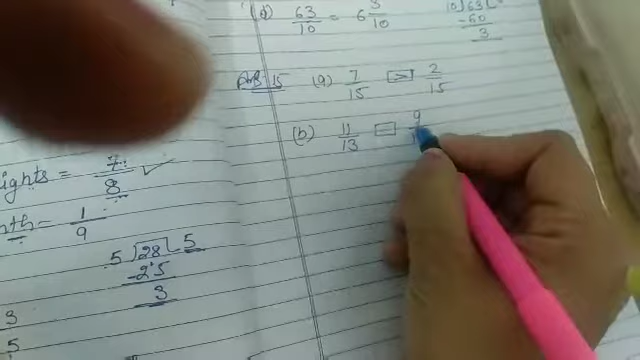 ights = 7/8
th = 1/9
5 ) 28 ( 5
- 25
3
3
5
(d) 63/10 = 6 3/10
10 ) 63 (
- 60
3
15 (a) 7/15 > 2/15
(b) 11/13 9